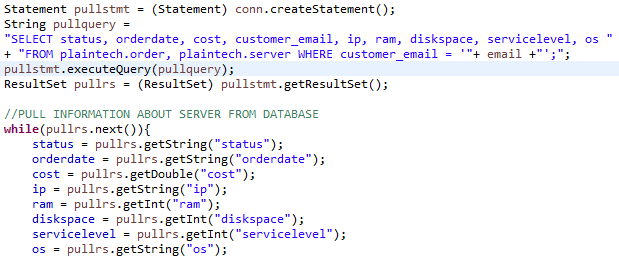 Statement pullstmt = (Statement) conn.createStatement();
String pullquery =
"SELECT status, orderdate, cost, customer_email, ip, ram, diskspace, servicelevel, os "
+ "FROM plaintech.order, plaintech.server WHERE customer_email = '"+ email +"';";
pullstmt.executeQuery(pullquery);
ResultSet pullrs = (ResultSet) pullstmt.getResultSet();

//PULL INFORMATION ABOUT SERVER FROM DATABASE
while(pullrs.next()){
    status = pullrs.getString("status");
    orderdate = pullrs.getString("orderdate");
    cost = pullrs.getDouble("cost");
    ip = pullrs.getString("ip");
    ram = pullrs.getInt("ram");
    diskspace = pullrs.getInt("diskspace");
    servicelevel = pullrs.getInt("servicelevel");
    os = pullrs.getString("os");